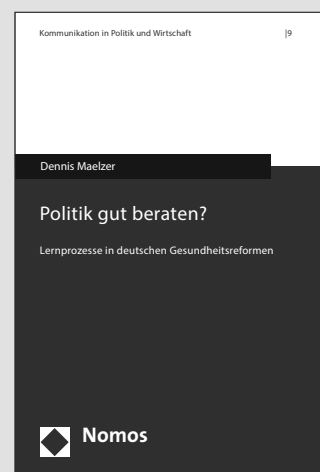 Kommunikation in Politik und Wirtschaft |9
Dennis Maelzer
Politik gut beraten?
Lernprozesse in deutschen Gesundheitsreformen
Nomos